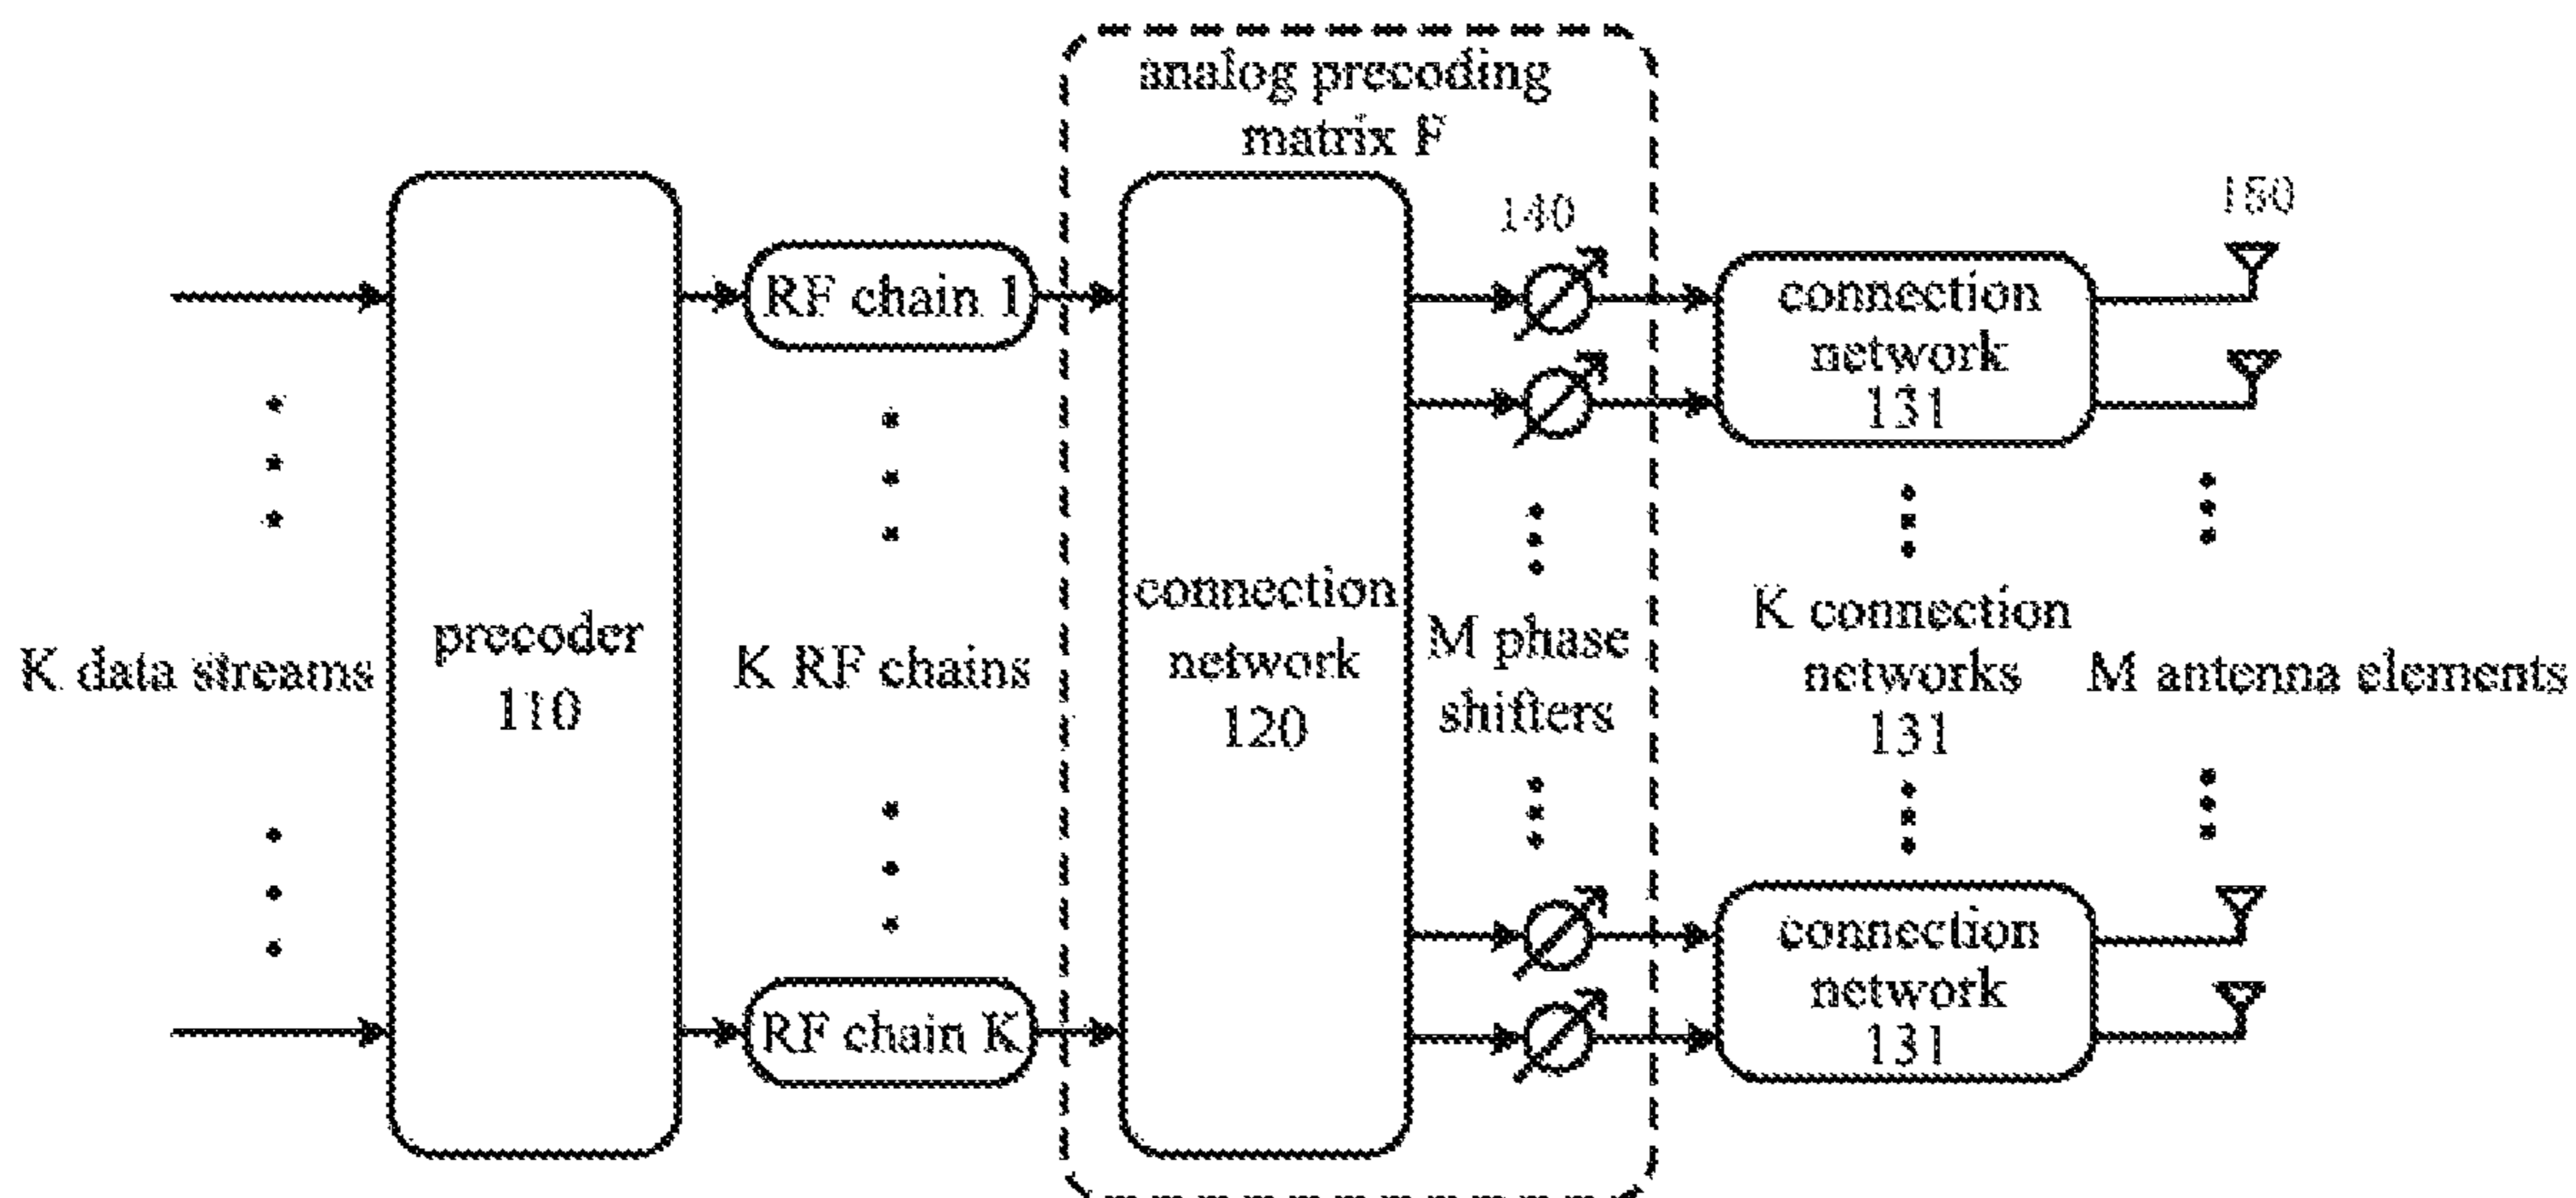 analog precoding
matrix F
140
RF chain 1
connection
network
131
K data streams
precoder
110
K RF chains
connection
network
120
M phase
shifters
K connection
networks
131
M antenna elements
RF chain K
connection
network
131